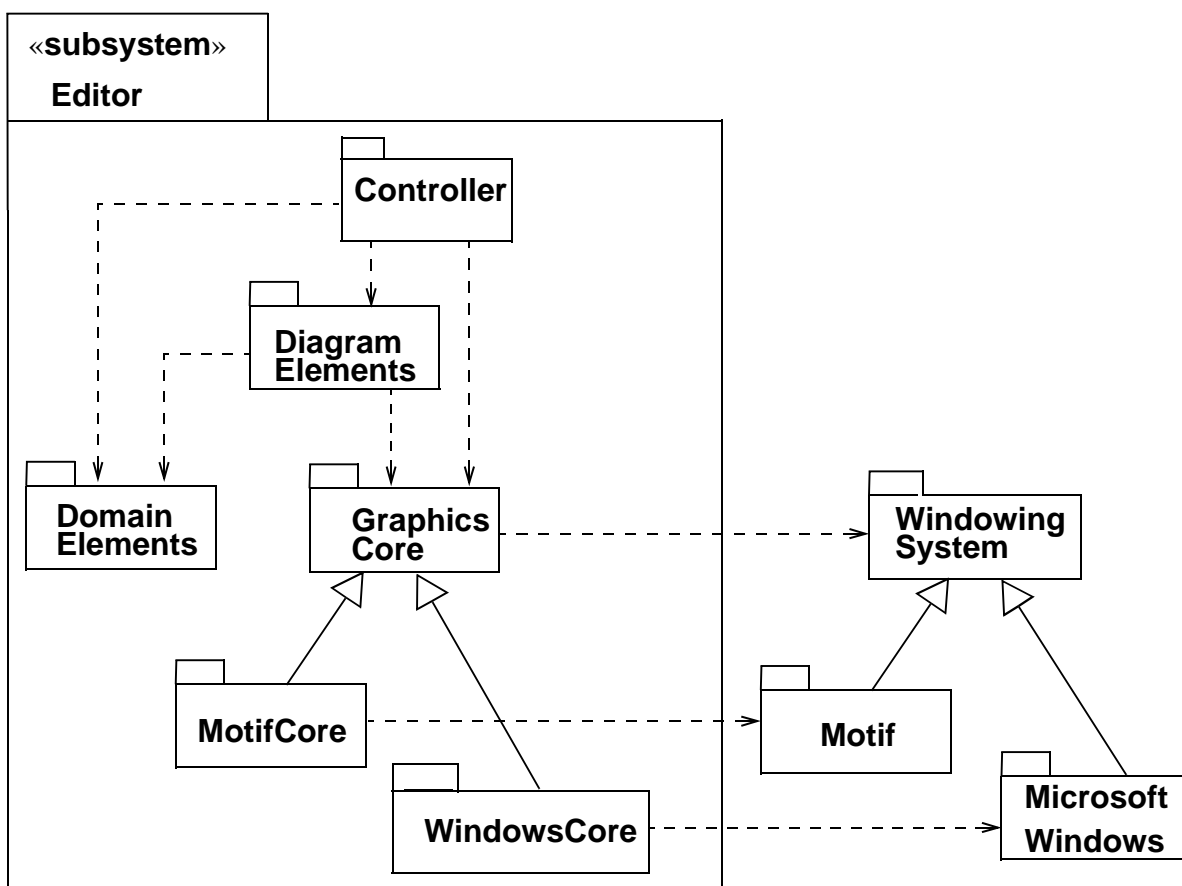 «subsystem»
Editor
Controller
Diagram
Elements
Domain
Elements
Graphics
Core
Windowing
System
MotifCore
Motif
WindowsCore
Microsoft
Windows